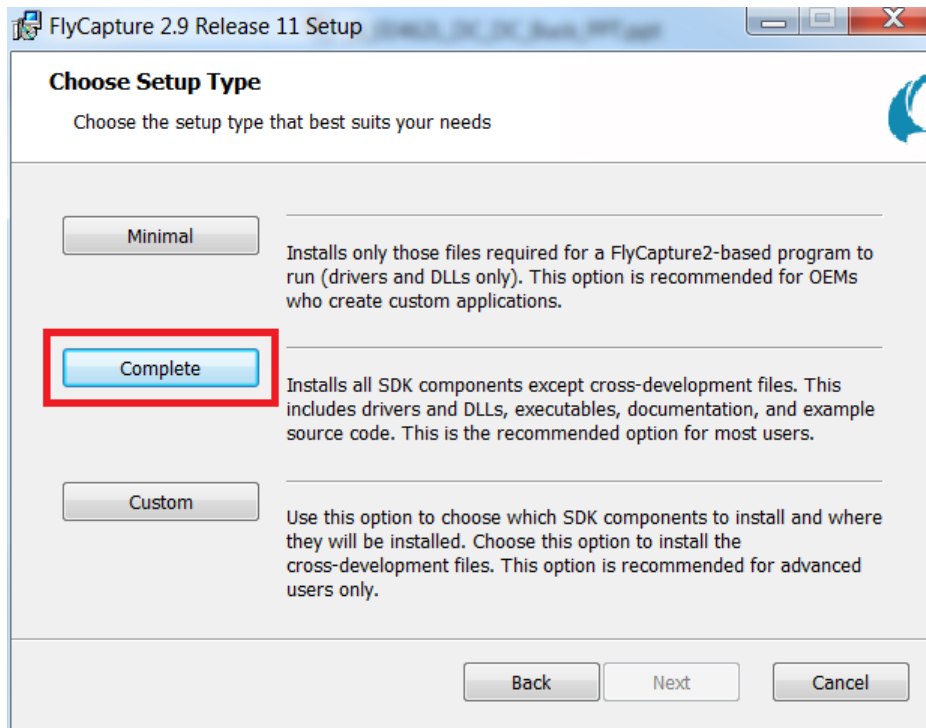 FlyCapture 2.9 Release 11 Setup
Choose Setup Type
Choose the setup type that best suits your needs
Minimal
Installs only those files required for a FlyCapture2-based program to
run (drivers and DLLs only). This option is recommended for OEMs
who create custom applications.
Complete
Installs all SDK components except cross-development files. This
includes drivers and DLLs, executables, documentation, and example
source code. This is the recommended option for most users.
Custom
Use this option to choose which SDK components to install and where
they will be installed. Choose this option to install the
cross-development files. This option is recommended for advanced
users only.
Back
Next
Cancel